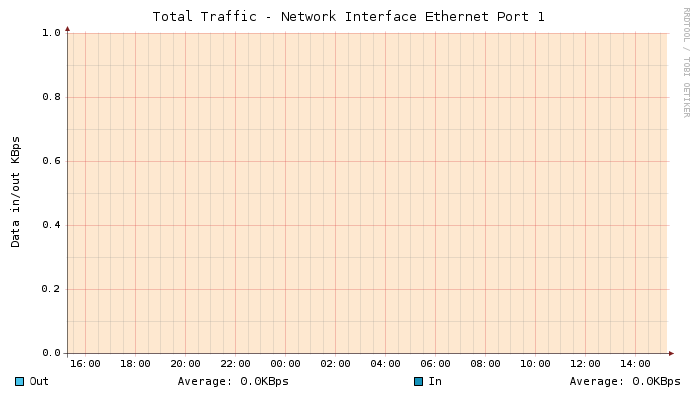 Total Traffic - Network Interface Ethernet Port 1
RRDTOOL / TOBI OETIKER
Data in/out KBps
1.0
0.8
0.6
0.4
0.2
0.0
16:00 18:00 20:00 22:00 00:00 02:00 04:00 06:00 08:00 10:00 12:00 14:00
Out Average: 0.0KBps In Average: 0.0KBps